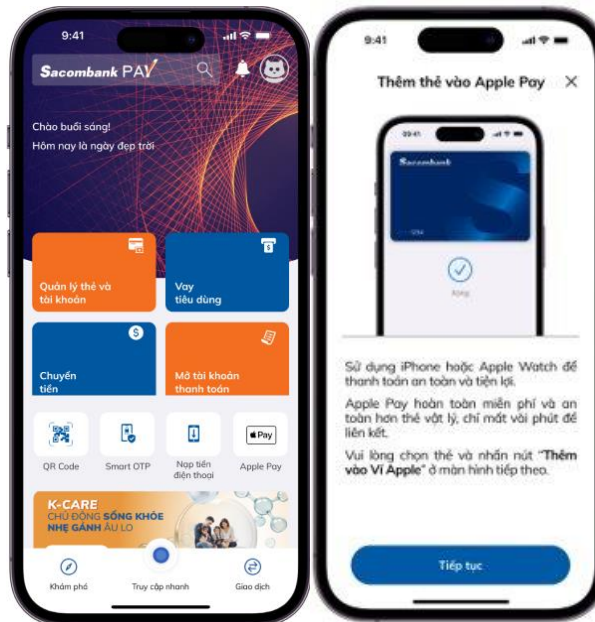 9:41
Sacombank PAY
Chào buổi sáng!
Hôm nay là ngày đẹp trời
Quản lý thẻ và
tài khoản
Vay
tiêu dùng
Chuyển
tiền
Mở tài khoản
thanh toán
QR Code
Smart OTP
Nạp tiền
điện thoại
Pay
Apple Pay
K-CARE
CHỦ ĐỘNG SỐNG KHỎE
NHẸ GÁNH ÂU LO
Khám phá
Truy cập nhanh
Giao dịch
9:41
Thêm thẻ vào Apple Pay
09:41
Sacombank
1234
Xong
Sử dụng iPhone hoặc Apple Watch để
thanh toán an toàn và tiện lợi.
Apple Pay hoàn toàn miễn phí và an
toàn hơn thẻ vật lý, chỉ mất vài phút để
liên kết.
Vui lòng chọn thẻ và nhấn nút “Thêm
vào Ví Apple” ở màn hình tiếp theo.
Tiếp tục